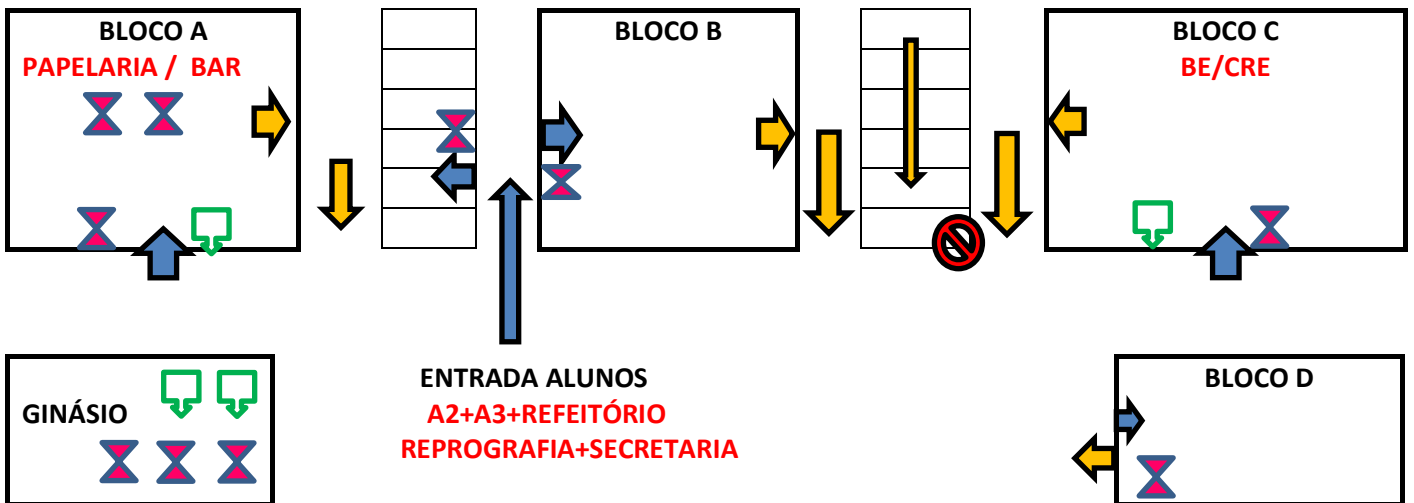 BLOCO A
PAPELARIA / BAR
BLOCO B
BLOCO C
BE/CRE
ENTRADA ALUNOS
A2+A3+REFEITÓRIO
REPROGRAFIA+SECRETARIA
GINÁSIO
BLOCO D